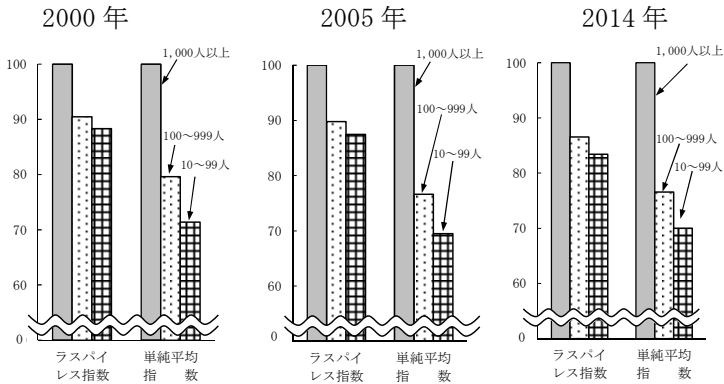 2000 年
1,000人以上
100
90
100～999人
10～99人
80
70
60
0
ラスパイ
レス指数
単純平均
指　　数
2005 年
1,000人以上
100
90
100～999人
10～99人
80
70
60
0
ラスパイ
レス指数
単純平均
指　　数
2014 年
1,000人以上
100
90
100～999人
10～99人
80
70
60
0
ラスパイ
レス指数
単純平均
指　　数